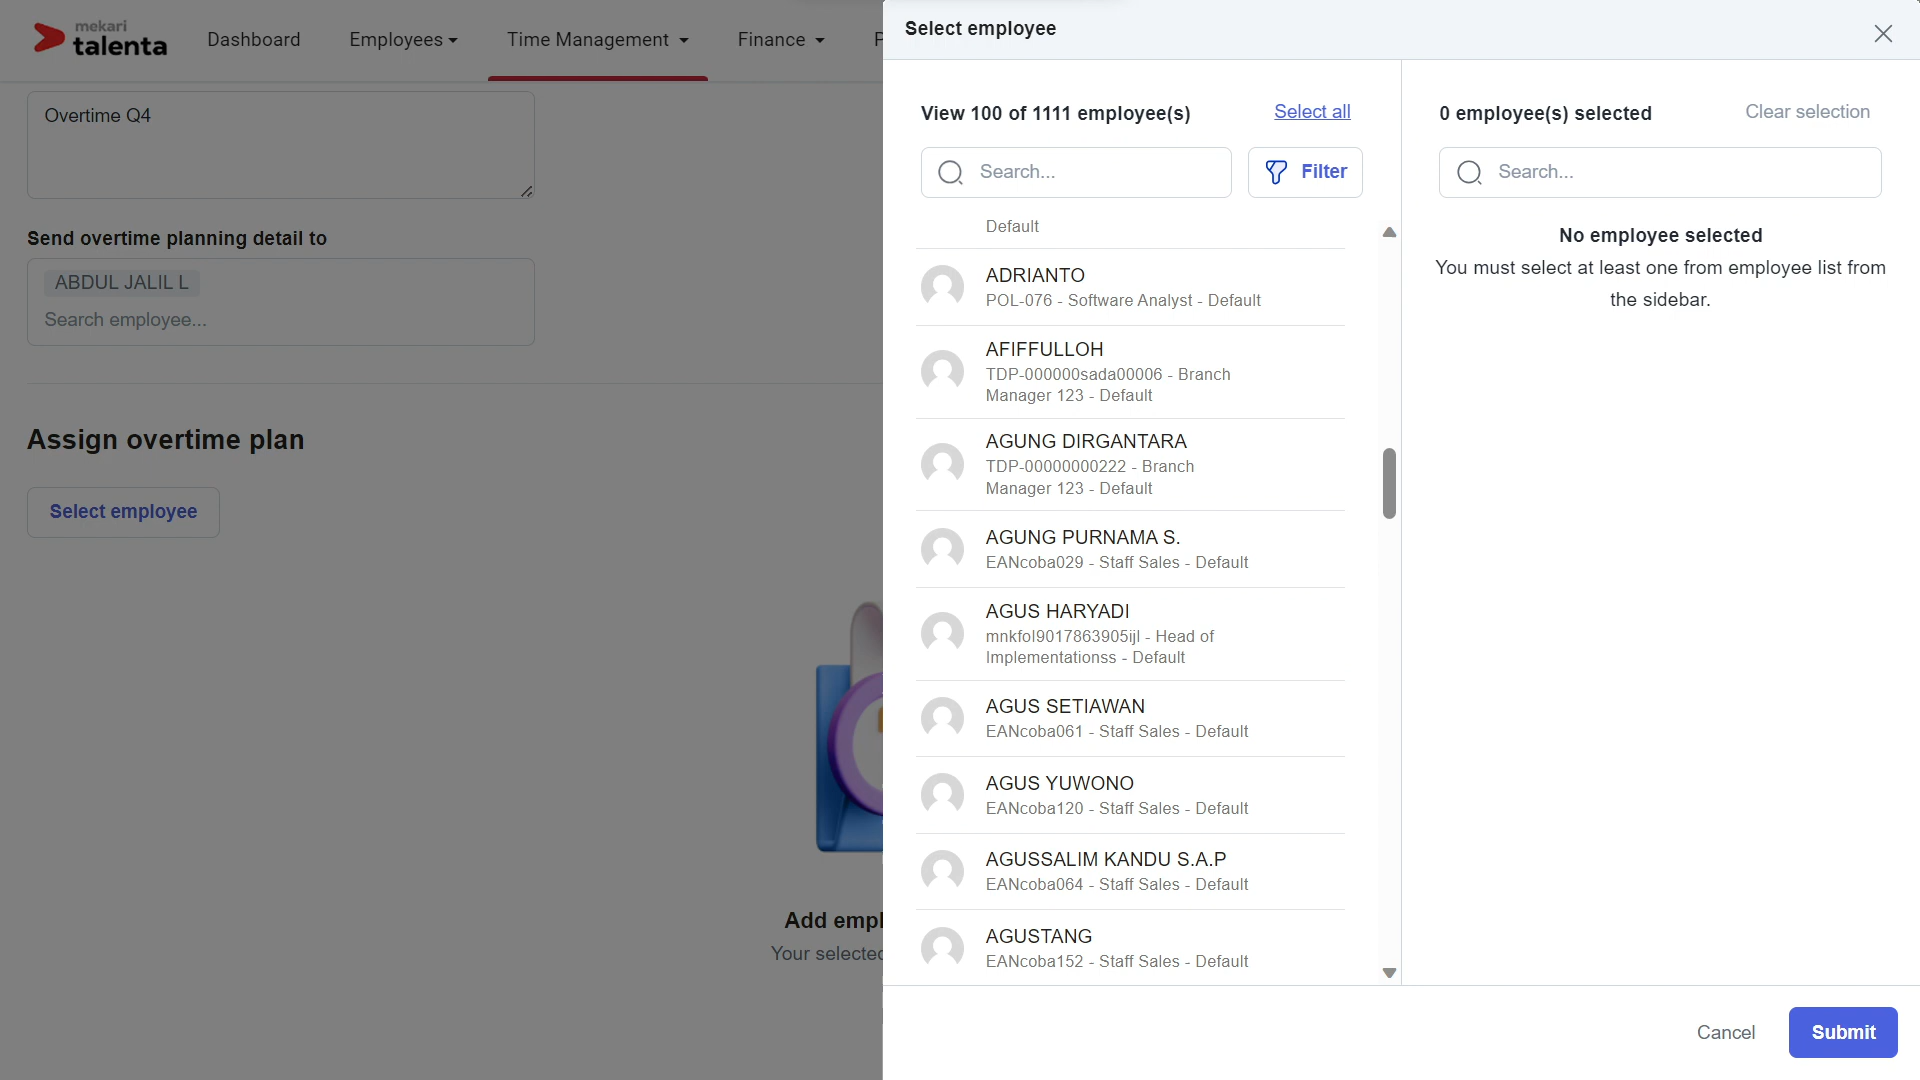 mekari
talenta
Dashboard
Employees
Time Management
Finance
Overtime Q4
Send overtime planning detail to
ABDUL JALIL L
Search employee...
Assign overtime plan
Select employee
Add empl
Your selected
Select employee
View 100 of 1111 employee(s)
Select all
Search...
Filter
Default
ADRIANTO
POL-076 - Software Analyst - Default
AFIFFULLOH
TDP-000000sada00006 - Branch
Manager 123 - Default
AGUNG DIRGANTARA
TDP-00000000222 - Branch
Manager 123 - Default
AGUNG PURNAMA S.
EANcoba029 - Staff Sales - Default
AGUS HARYADI
mnkfol9017863905ijl - Head of
Implementationss - Default
AGUS SETIAWAN
EANcoba061 - Staff Sales - Default
AGUS YUWONO
EANcoba120 - Staff Sales - Default
AGUSSALIM KANDU S.A.P
EANcoba064 - Staff Sales - Default
AGUSTANG
EANcoba152 - Staff Sales - Default
0 employee(s) selected
Clear selection
Search...
No employee selected
You must select at least one from employee list from
the sidebar.
Cancel
Submit